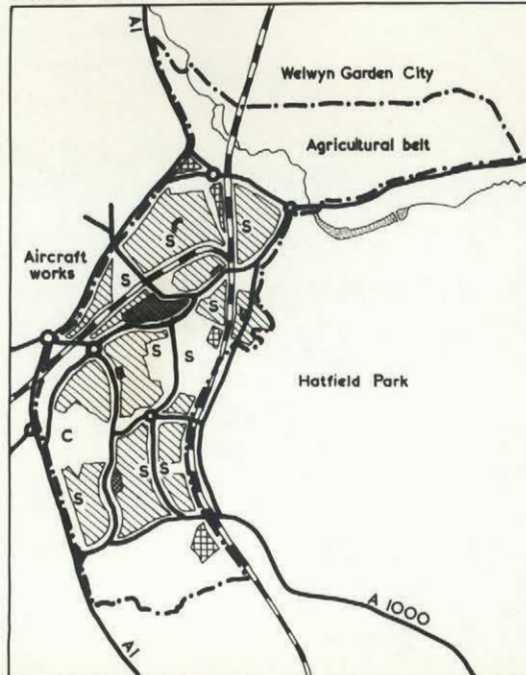 A1
Welwyn Garden City
Agricultural belt
S
S
Aircraft
works
S
S
S
S
Hatfield Park
C
S
S
S
A 1000
A1